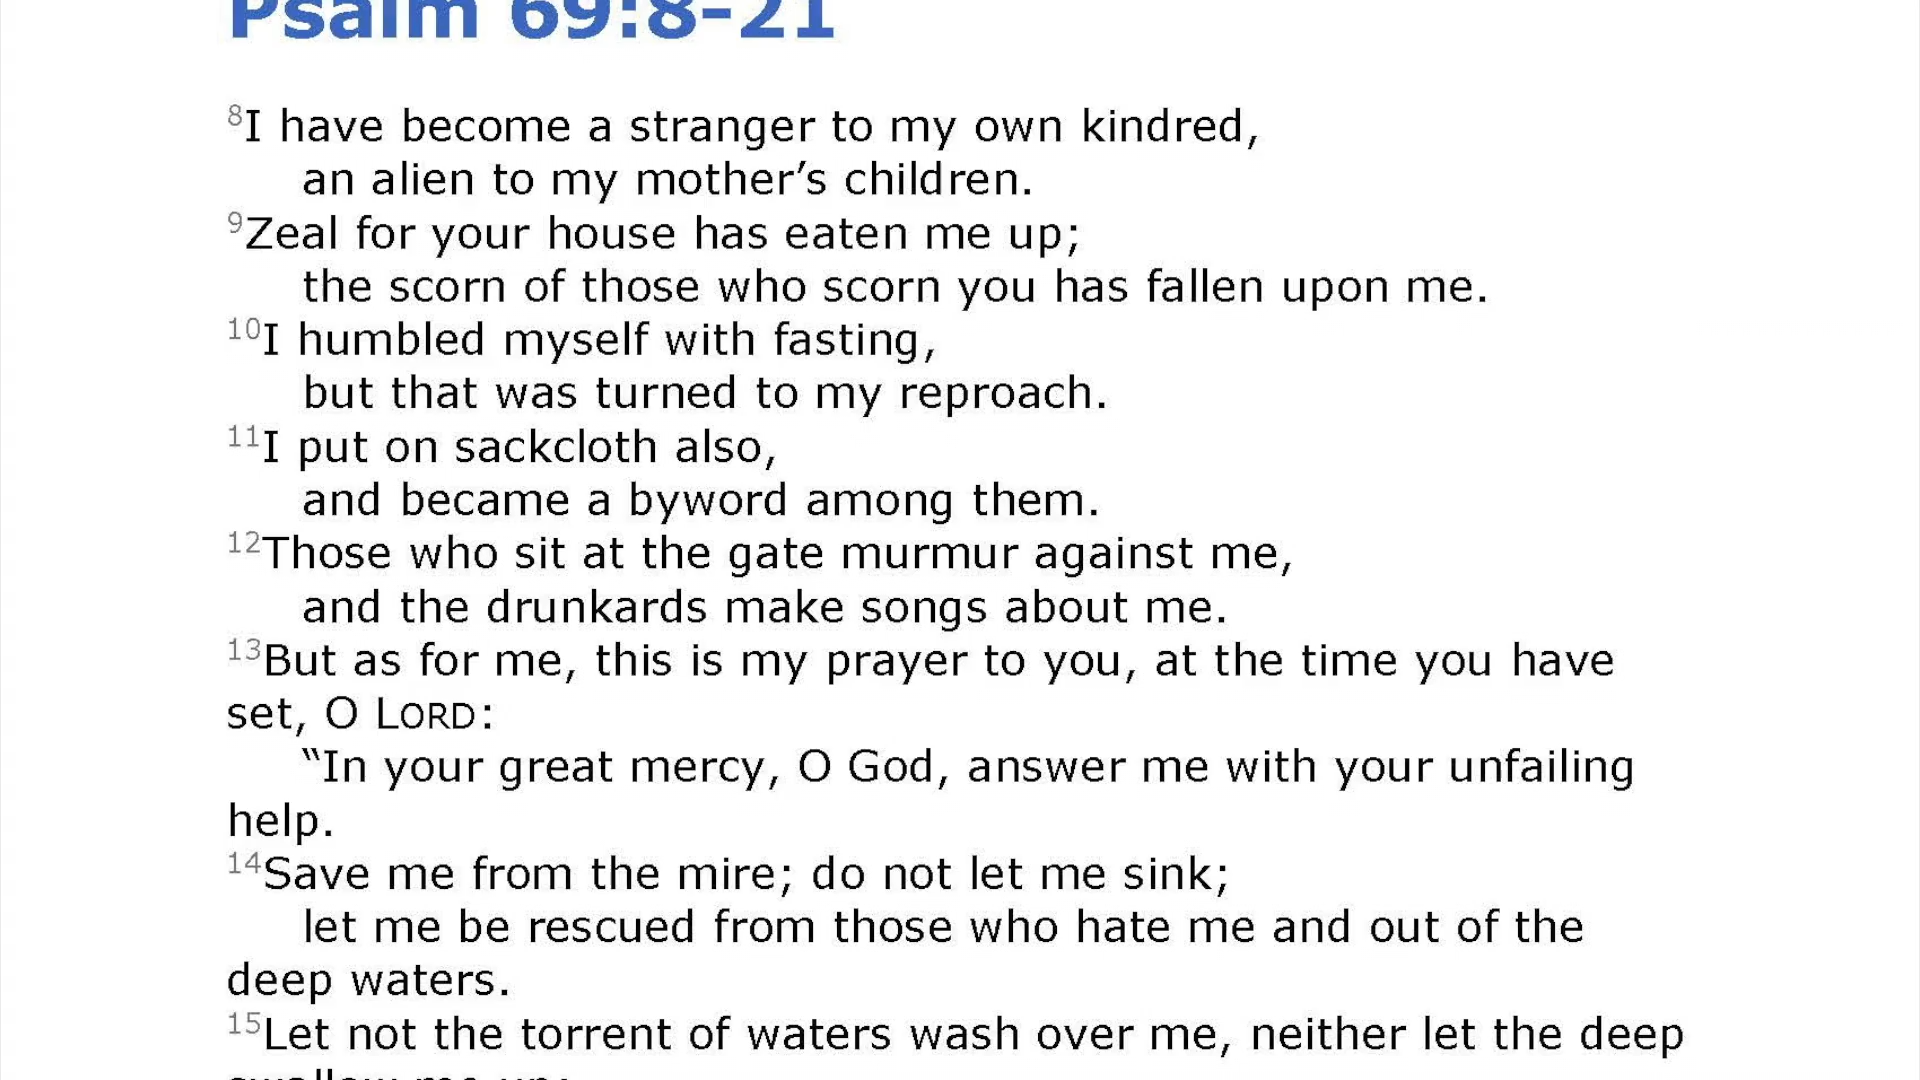 Psalm 69:8-21
8I have become a stranger to my own kindred,
an alien to my mother’s children.
9Zeal for your house has eaten me up;
the scorn of those who scorn you has fallen upon me.
10I humbled myself with fasting,
but that was turned to my reproach.
11I put on sackcloth also,
and became a byword among them.
12Those who sit at the gate murmur against me,
and the drunkards make songs about me.
13But as for me, this is my prayer to you, at the time you have
set, O LORD:
“In your great mercy, O God, answer me with your unfailing
help.
14Save me from the mire; do not let me sink;
let me be rescued from those who hate me and out of the
deep waters.
15Let not the torrent of waters wash over me, neither let the deep
swallow me up;